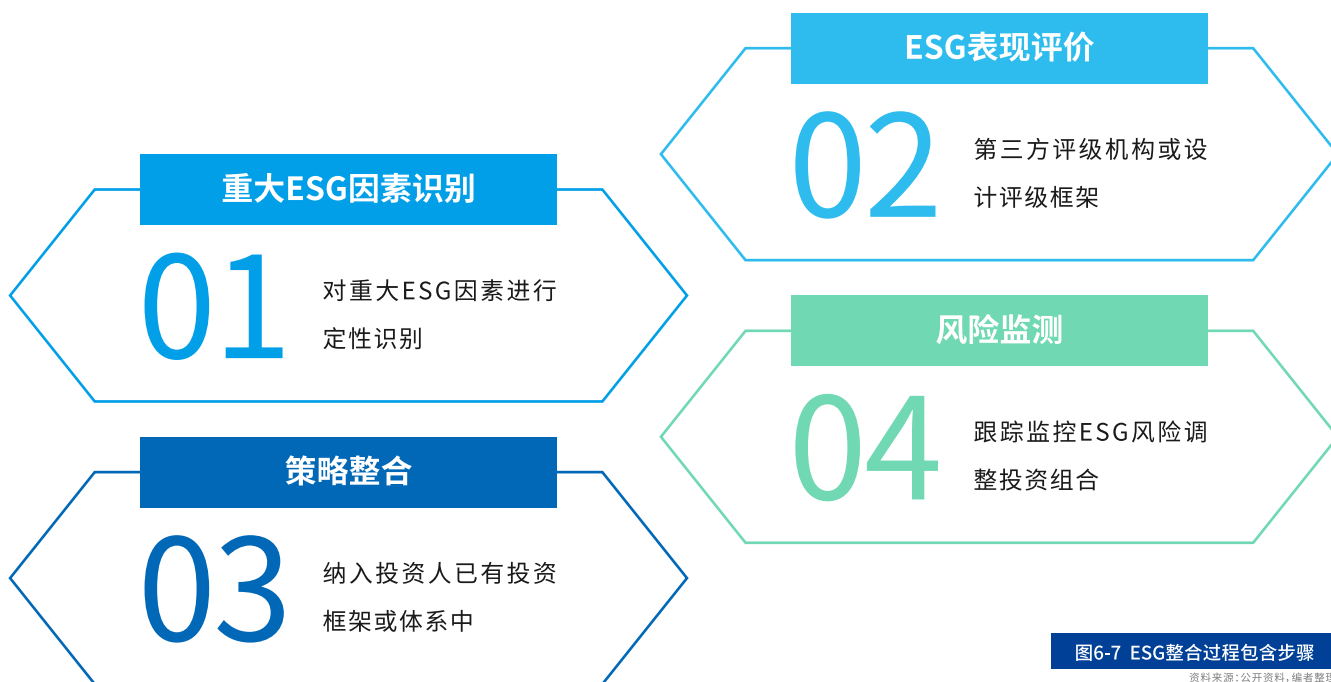 重大ESG因素识别
01
对重大ESG因素进行
定性识别
ESG表现评价
02
第三方评级机构或设
计评级框架
策略整合
03
纳入投资人已有投资
框架或体系中
风险监测
04
跟踪监控ESG风险调
整投资组合
图6-7 ESG整合过程包含步骤
资料来源：公开资料，编者整理